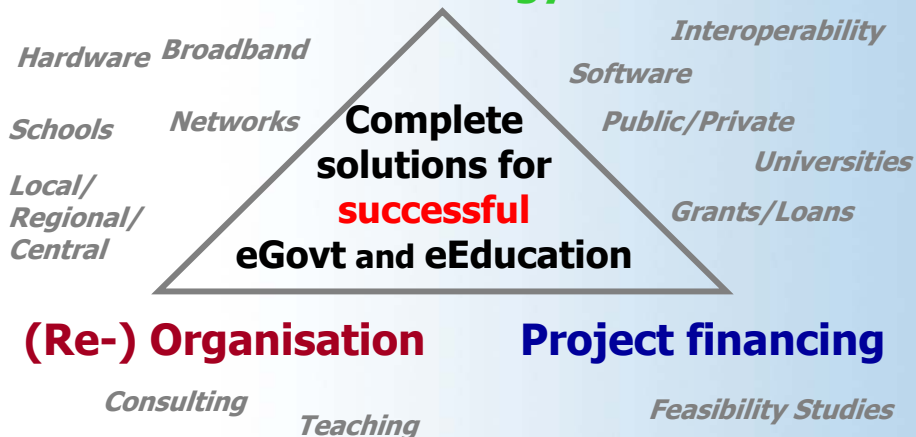 Interoperability
Hardware Broadband
Software
Schools Networks
Complete
Public/Private
solutions for
Universities
Local/
Regional/
Central
successful
Grants/Loans
eGovt and eEducation
(Re-) Organisation Project financing
Consulting
Feasibility Studies
Teaching